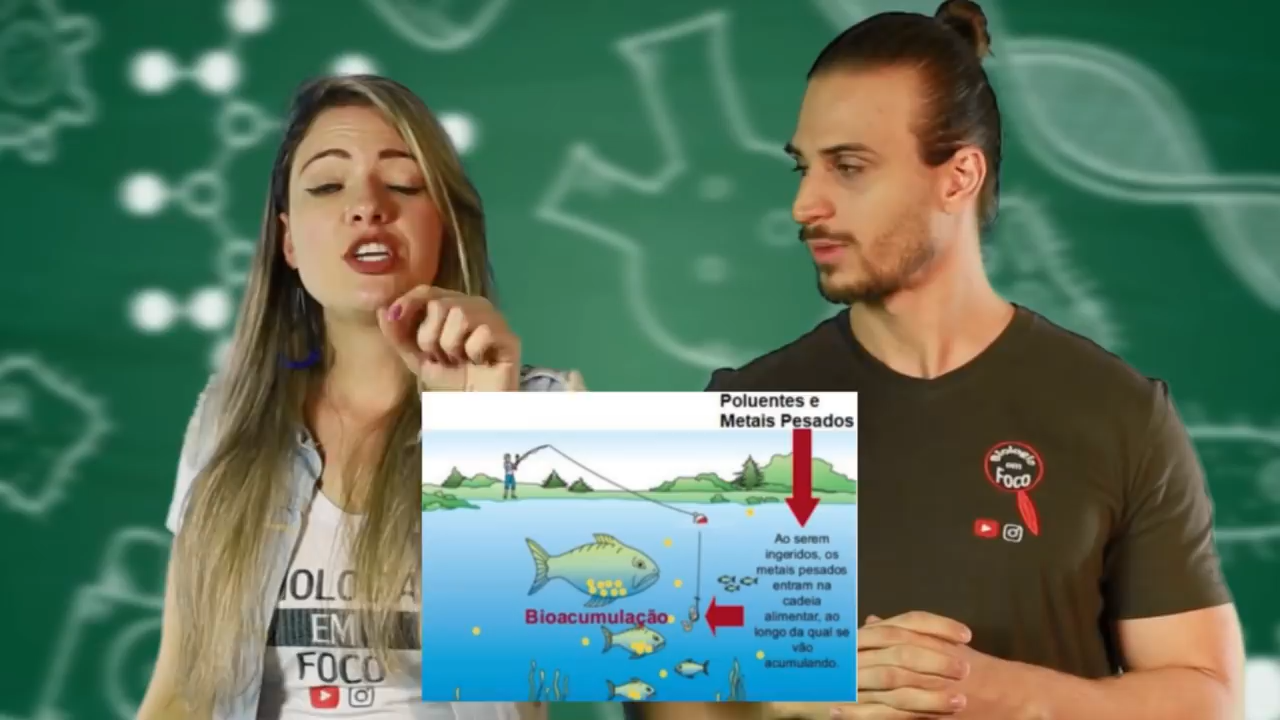 Poluentes e
Metais Pesados
Ao serem
ingeridos, os
metais pesados
entram na
cadeia
alimentar, ao
longo da qual se
vão
acumulando.
Bioacumulação
IOLOGIA
EM
FOCO
Biologia
em
Foco